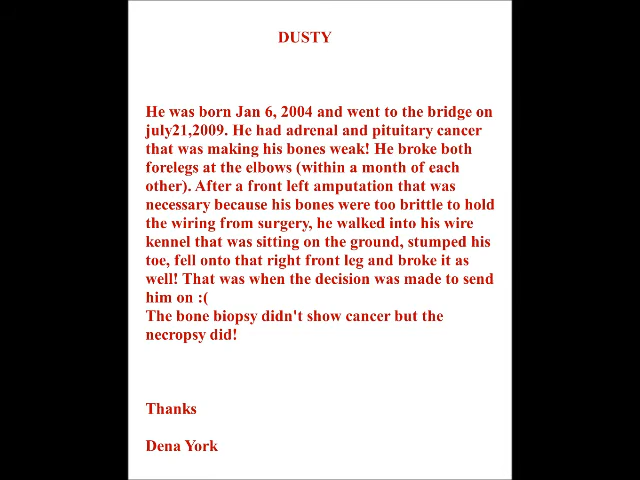 DUSTY
He was born Jan 6, 2004 and went to the bridge on
july21,2009. He had adrenal and pituitary cancer
that was making his bones weak! He broke both
forelegs at the elbows (within a month of each
other). After a front left amputation that was
necessary because his bones were too brittle to hold
the wiring from surgery, he walked into his wire
kennel that was sitting on the ground, stumped his
toe, fell onto that right front leg and broke it as
well! That was when the decision was made to send
him on :(
The bone biopsy didn't show cancer but the
necropsy did!
Thanks
Dena York